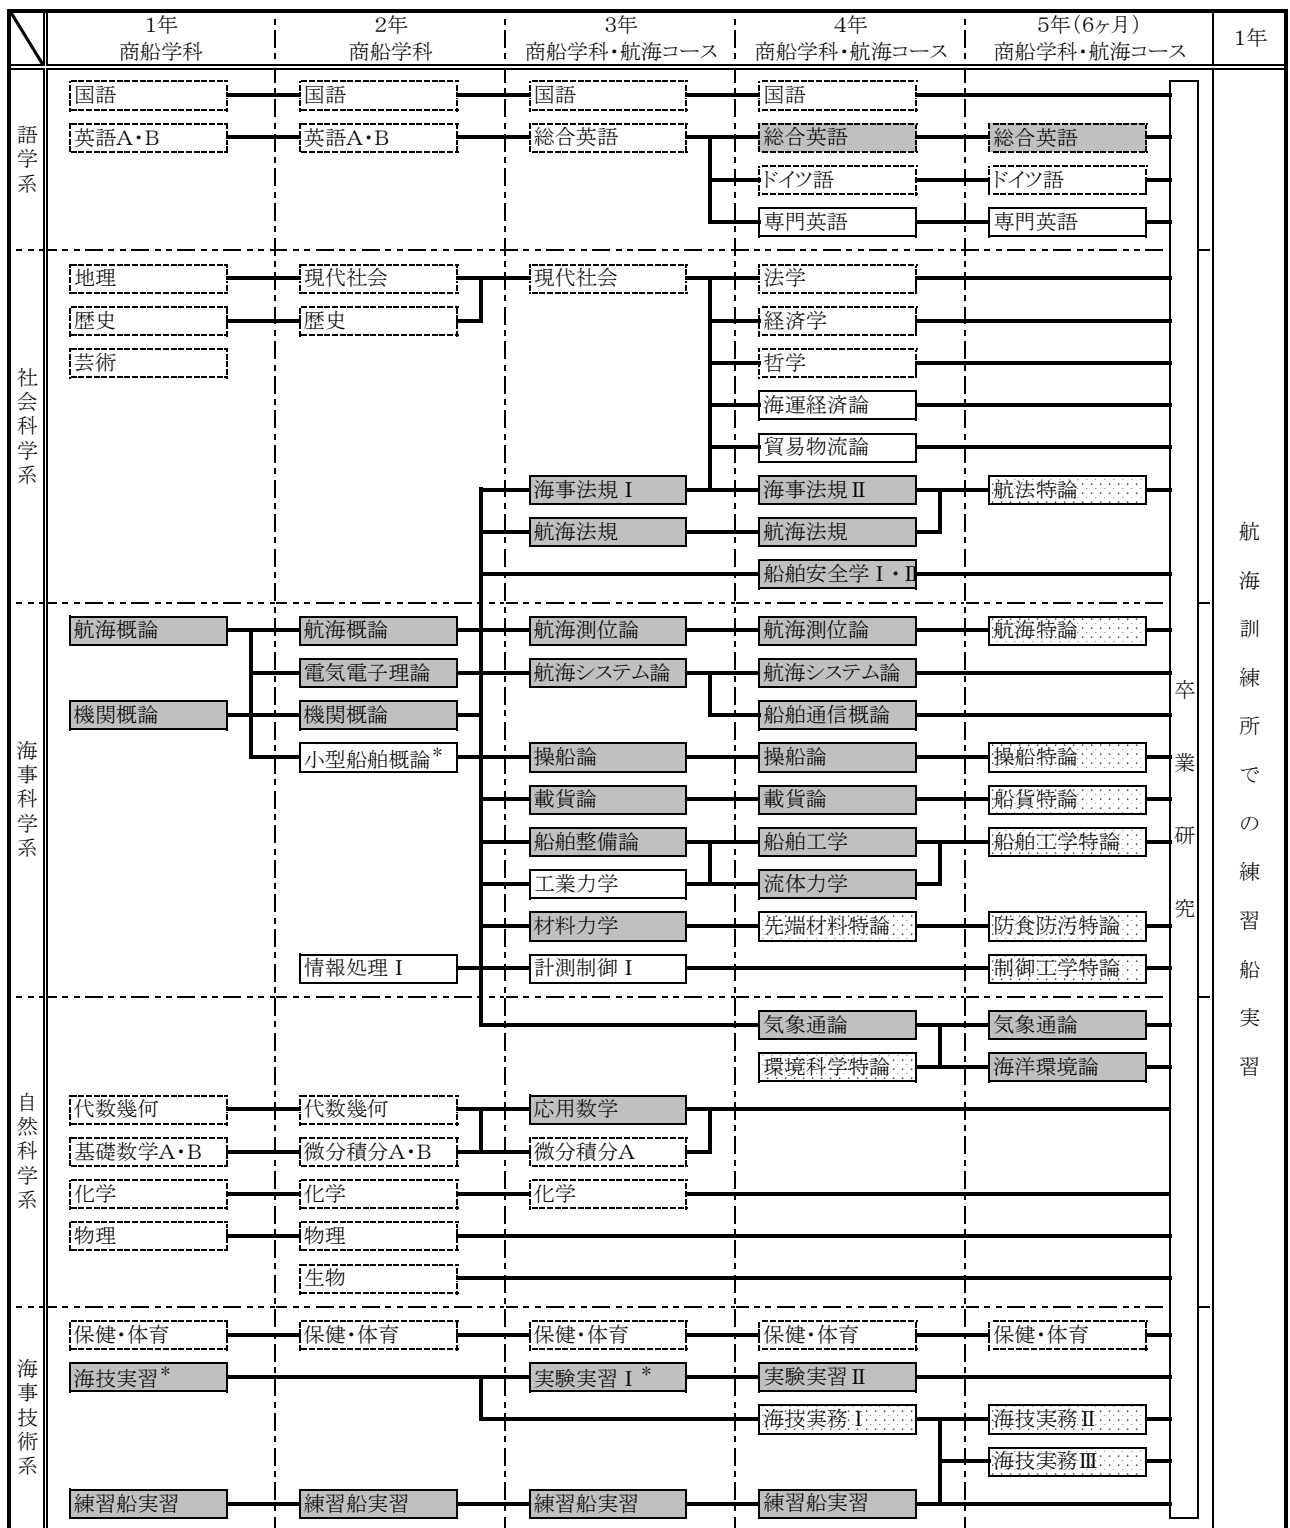 1年 2年 3年 4年 5年(6ヶ月) 1年
商船学科 商船学科 商船学科・航海コース 商船学科・航海コース 商船学科・航海コース
語学系
国語 国語 国語 国語
英語A・B 英語A・B 総合英語 総合英語 総合英語
ドイツ語 ドイツ語
専門英語 専門英語
社会科学系
地理 現代社会 現代社会 法学
歴史 歴史 経済学
芸術 哲学
海運経済論
貿易物流論
海事法規Ⅰ 海事法規Ⅱ 航法特論
航海法規 航海法規
船舶安全学Ⅰ・Ⅱ
海事科学系
航海概論 航海概論 航海測位論 航海測位論 航海特論
電気電子理論 航海システム論 航海システム論
機関概論 機関概論 船舶通信概論
小型船舶概論* 操船論 操船論 操船特論
載貨論 載貨論 船貨特論
船舶整備論 船舶工学 船舶工学特論
工業力学 流体力学
材料力学 先端材料特論 防食防汚特論
情報処理Ⅰ 計測制御Ⅰ 制御工学特論
自然科学系
気象通論 気象通論
環境科学特論 海洋環境論
代数幾何 代数幾何 応用数学
基礎数学A・B 微分積分A・B 微分積分A
化学 化学 化学
物理 物理
生物
海事技術系
保健・体育 保健・体育 保健・体育 保健・体育 保健・体育
海技実習* 実験実習Ⅰ* 実験実習Ⅱ
海技実務Ⅰ 海技実務Ⅱ
海技実務Ⅲ
練習船実習 練習船実習 練習船実習 練習船実習
卒業研究
航海訓練所での練習船実習